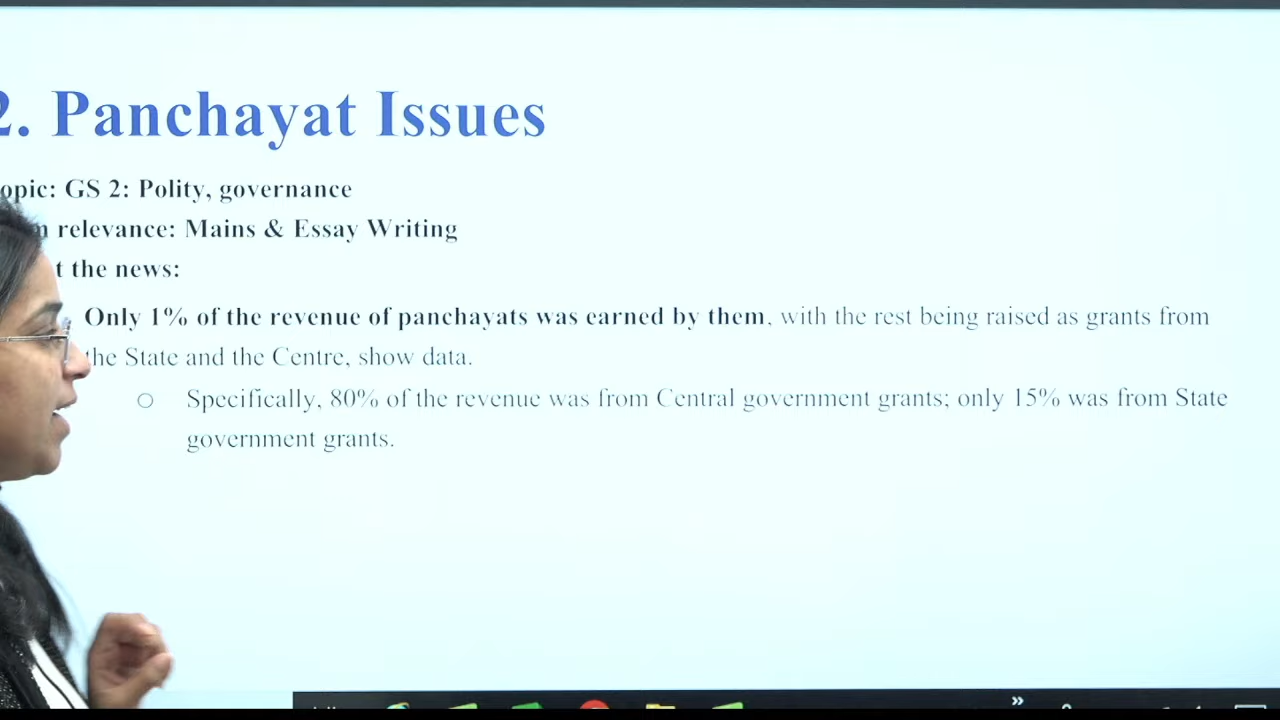 2. Panchayat Issues
opic: GS 2: Polity, governance
relevance: Mains & Essay Writing
t the news:
Only 1% of the revenue of panchayats was earned by them, with the rest being raised as grants from
the State and the Centre, show data.
○ Specifically, 80% of the revenue was from Central government grants; only 15% was from State
government grants.
»